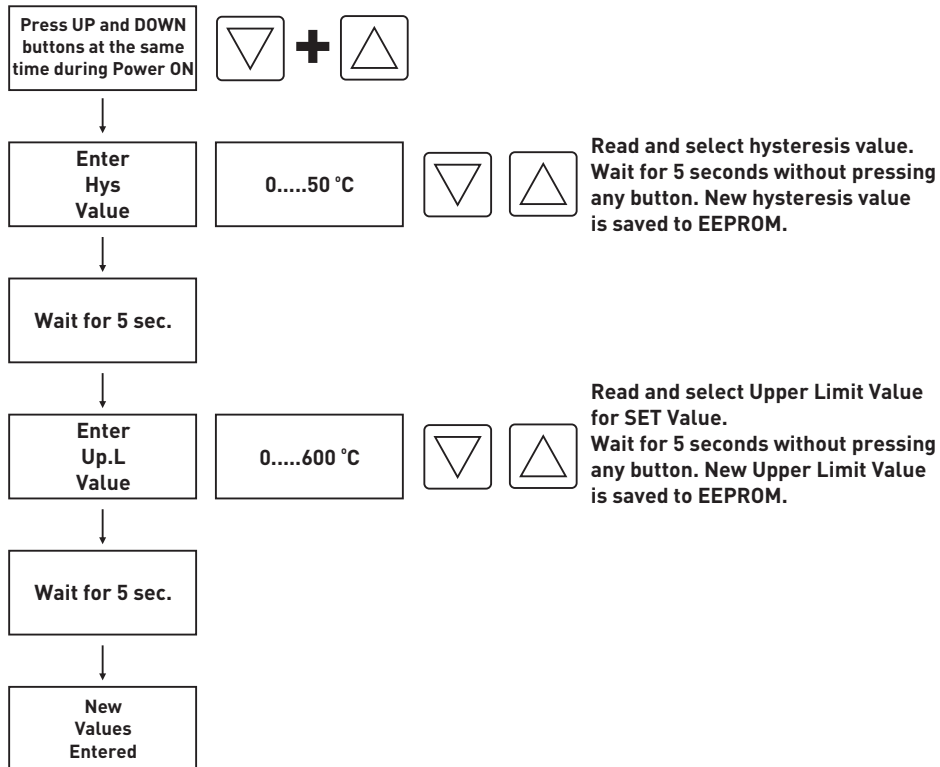 Press UP and DOWN
buttons at the same
time during Power ON
Enter
Hys
Value
0.....50 °C
Read and select hysteresis value.
Wait for 5 seconds without pressing
any button. New hysteresis value
is saved to EEPROM.
Wait for 5 sec.
Enter
Up.L
Value
0.....600 °C
Read and select Upper Limit Value
for SET Value.
Wait for 5 seconds without pressing
any button. New Upper Limit Value
is saved to EEPROM.
Wait for 5 sec.
New
Values
Entered